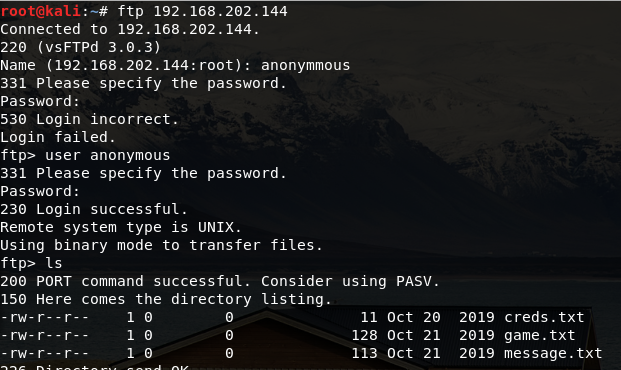 root@kali:~# ftp 192.168.202.144
Connected to 192.168.202.144.
220 (vsFTPd 3.0.3)
Name (192.168.202.144:root): anonymmous
331 Please specify the password.
Password:
530 Login incorrect.
Login failed.
ftp> user anonymous
331 Please specify the password.
Password:
230 Login successful.
Remote system type is UNIX.
Using binary mode to transfer files.
ftp> ls
200 PORT command successful. Consider using PASV.
150 Here comes the directory listing.
-rw-r--r--    1 0        0              11 Oct 20  2019 creds.txt
-rw-r--r--    1 0        0             128 Oct 21  2019 game.txt
-rw-r--r--    1 0        0             113 Oct 21  2019 message.txt
226 Directory send OK